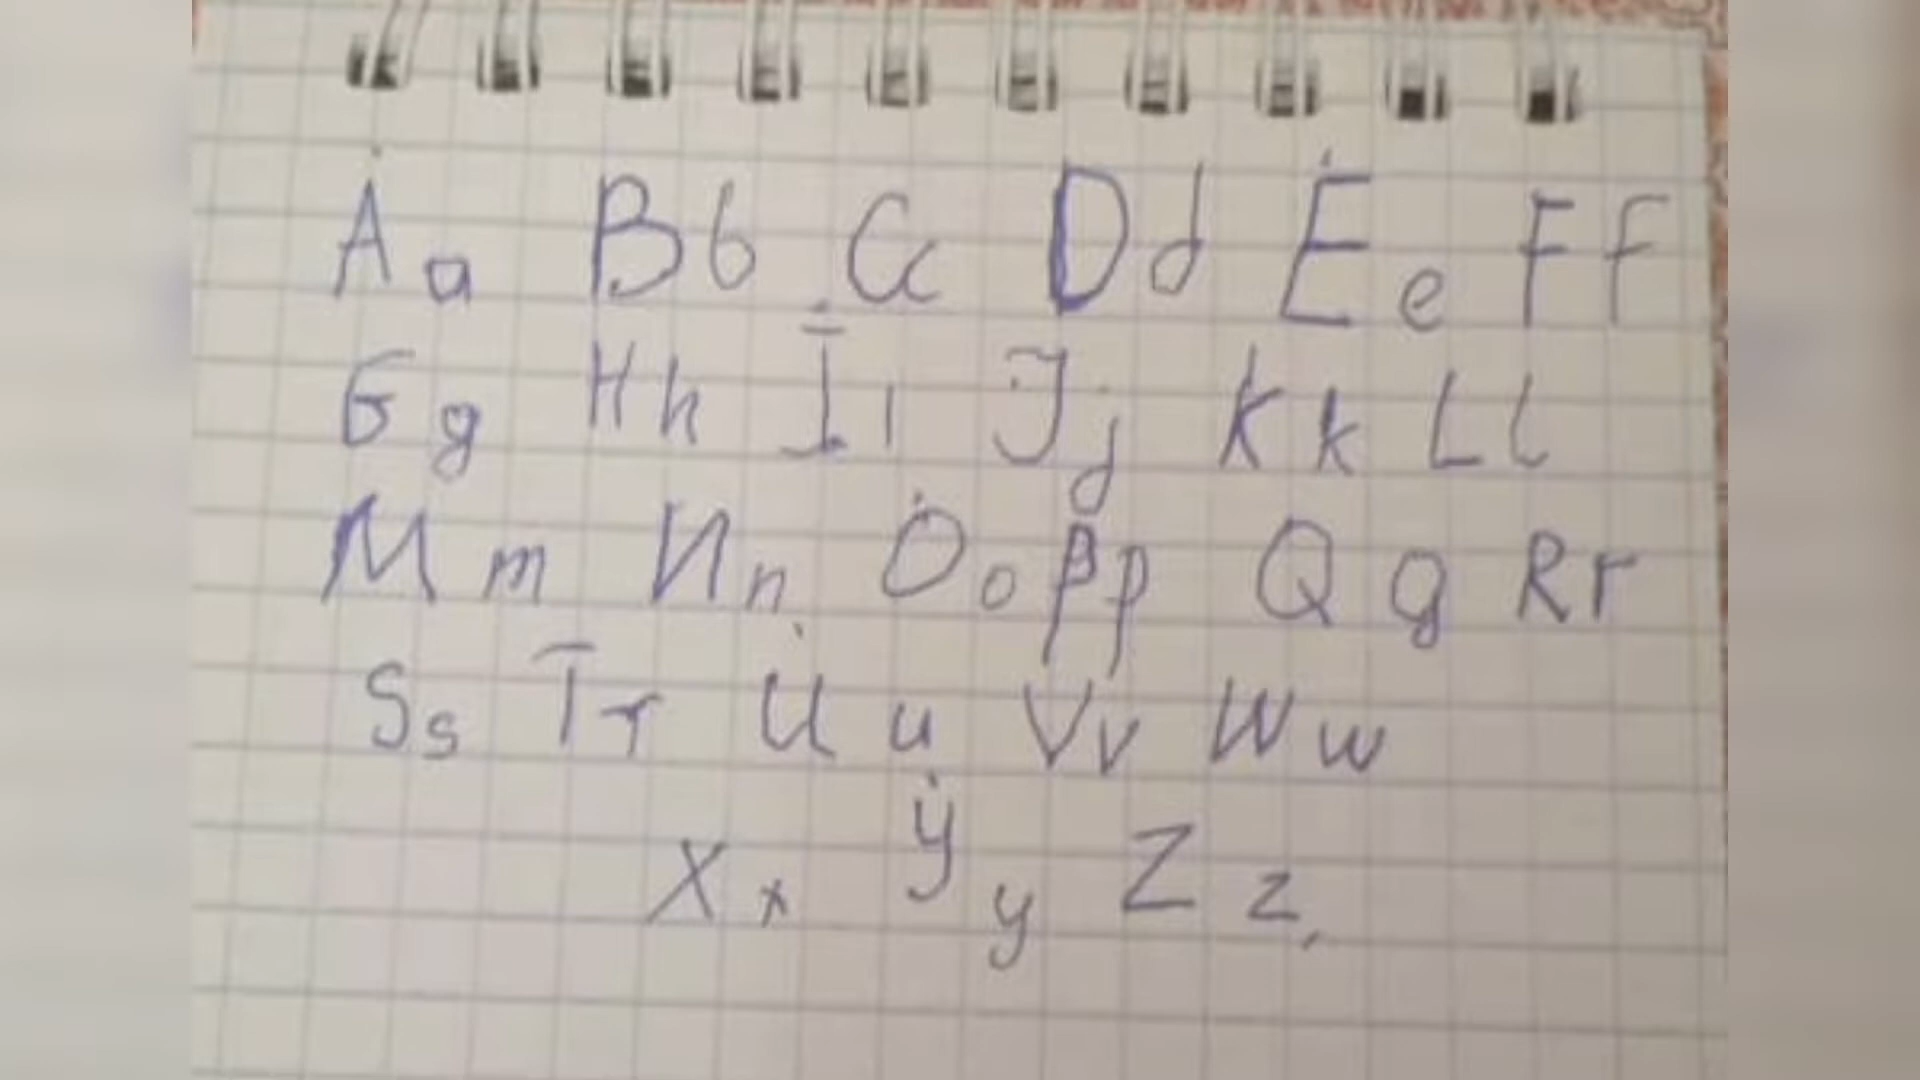 Aa Bb Cc Dd Ee Ff
Gg Hh Ii Jj Kk Ll
Mm Nn Oo Pp Qq Rr
Ss Tт Uu Vv Ww
Xx Yy Zz